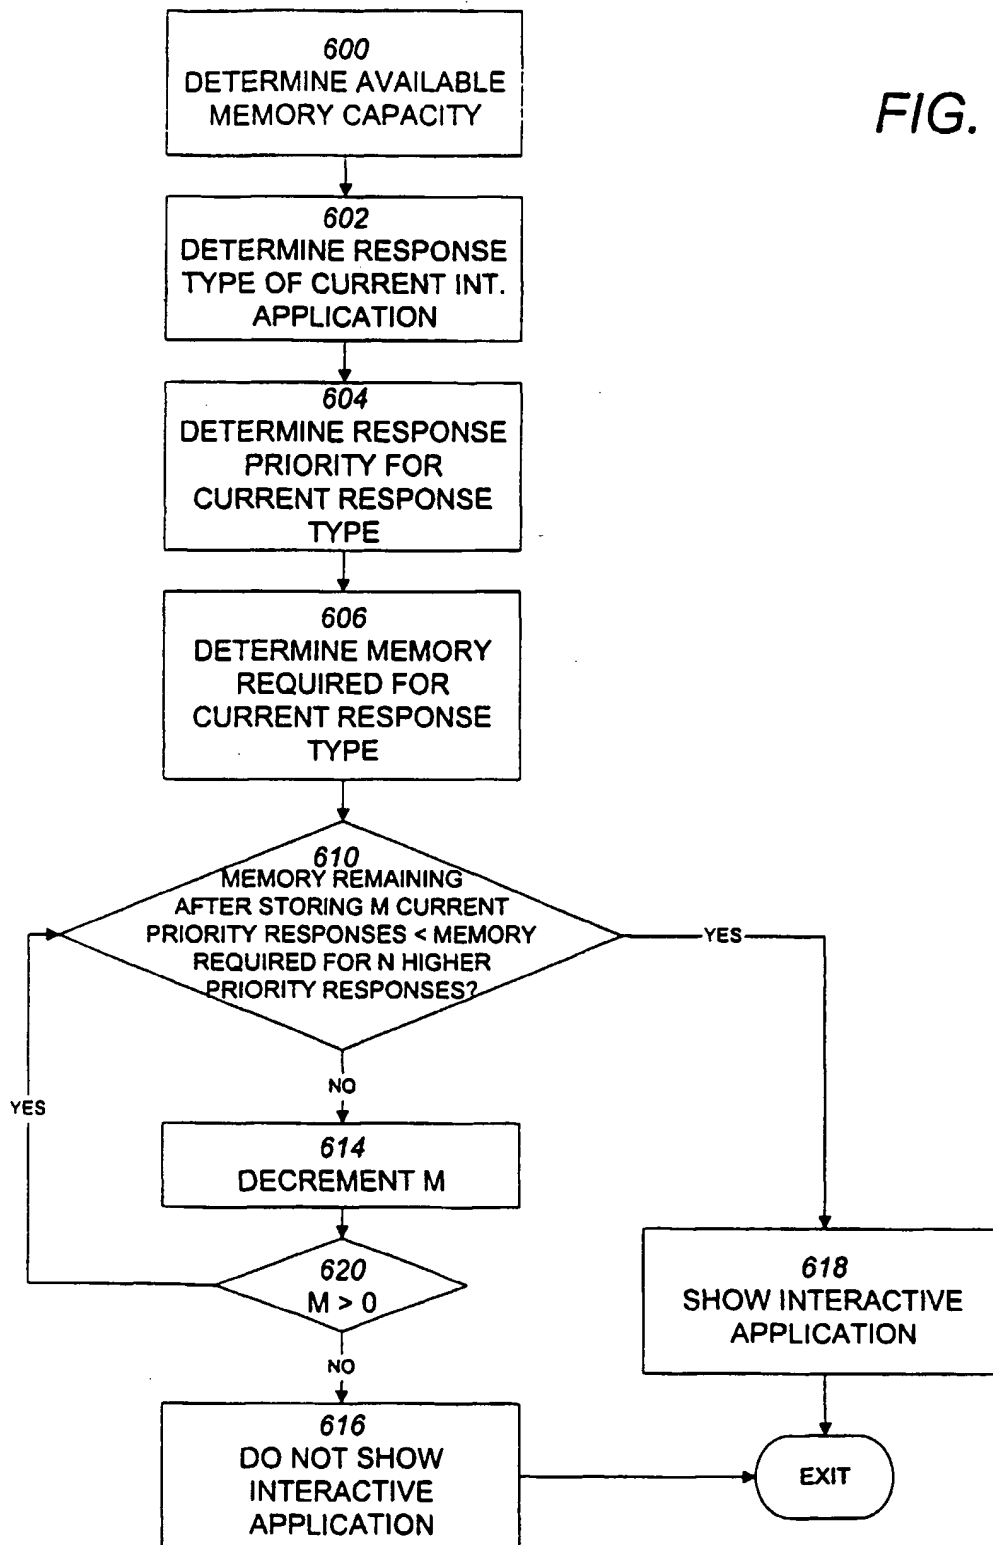 600
DETERMINE AVAILABLE
MEMORY CAPACITY
FIG.
602
DETERMINE RESPONSE
TYPE OF CURRENT INT.
APPLICATION
604
DETERMINE RESPONSE
PRIORITY FOR
CURRENT RESPONSE
TYPE
606
DETERMINE MEMORY
REQUIRED FOR
CURRENT RESPONSE
TYPE
610
MEMORY REMAINING
AFTER STORING M CURRENT
PRIORITY RESPONSES < MEMORY
REQUIRED FOR N HIGHER
PRIORITY RESPONSES?
YES
NO
YES
614
DECREMENT M
620
M > 0
NO
618
SHOW INTERACTIVE
APPLICATION
616
DO NOT SHOW
INTERACTIVE
APPLICATION
EXIT